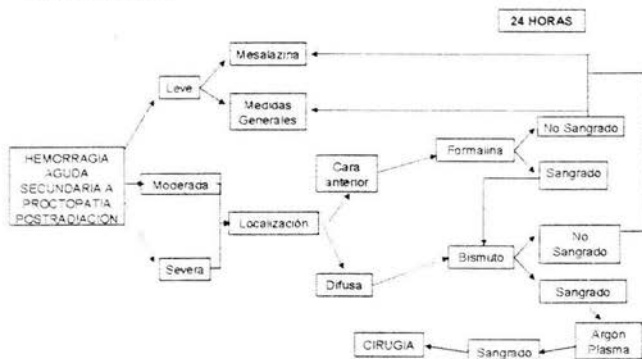 24 HORAS
Mesalazina
Leve
Medidas
Generales
No Sangrado
Formalina
Cara
anterior
Sangrado
HEMORRAGIA
AGUDA
SECUNDARIA A
PROCTOPATIA
POSTRADIACION
Moderada
Localización
No
Sangrado
Bismuto
Severa
Difusa
Sangrado
Argón
Plasma
CIRUGIA
Sangrado